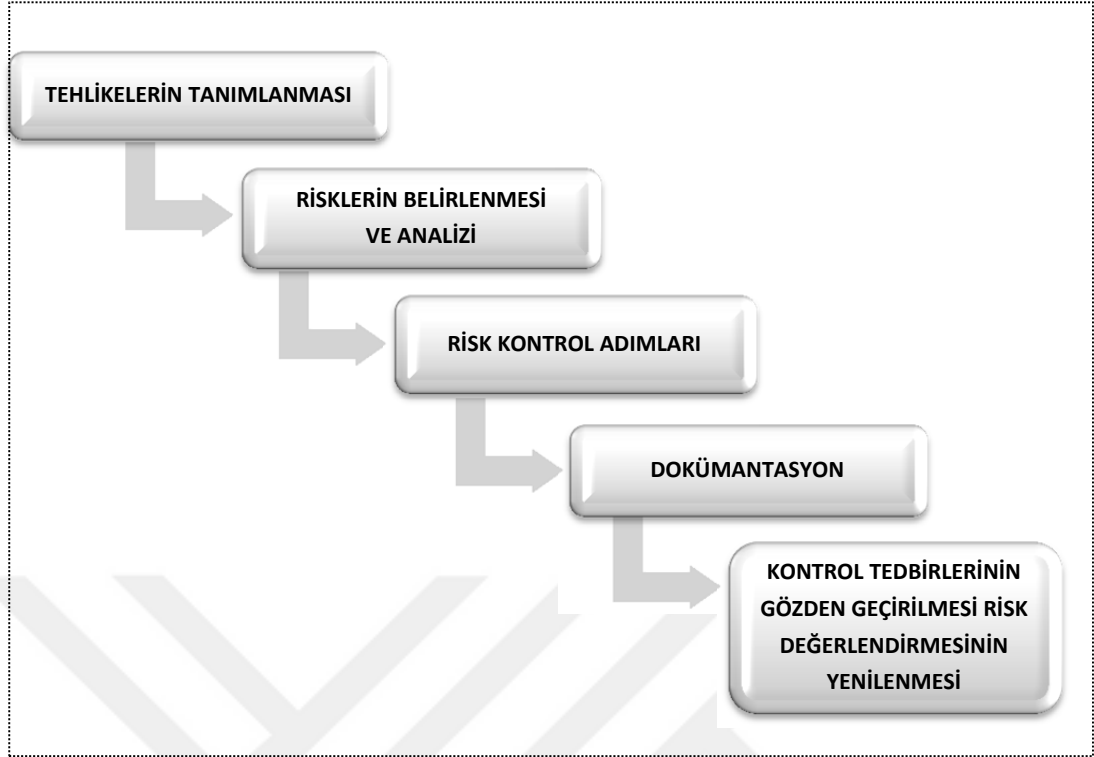 TEHLİKELERİN TANIMLANMASI
RİSKLERİN BELİRLENMESİ
VE ANALİZİ
RİSK KONTROL ADIMLARI
DOKÜMANTASYON
KONTROL TEDBİRLERİNİN
GÖZDEN GEÇİRİLMESİ RİSK
DEĞERLENDİRMESİNİN
YENİLENMESİ